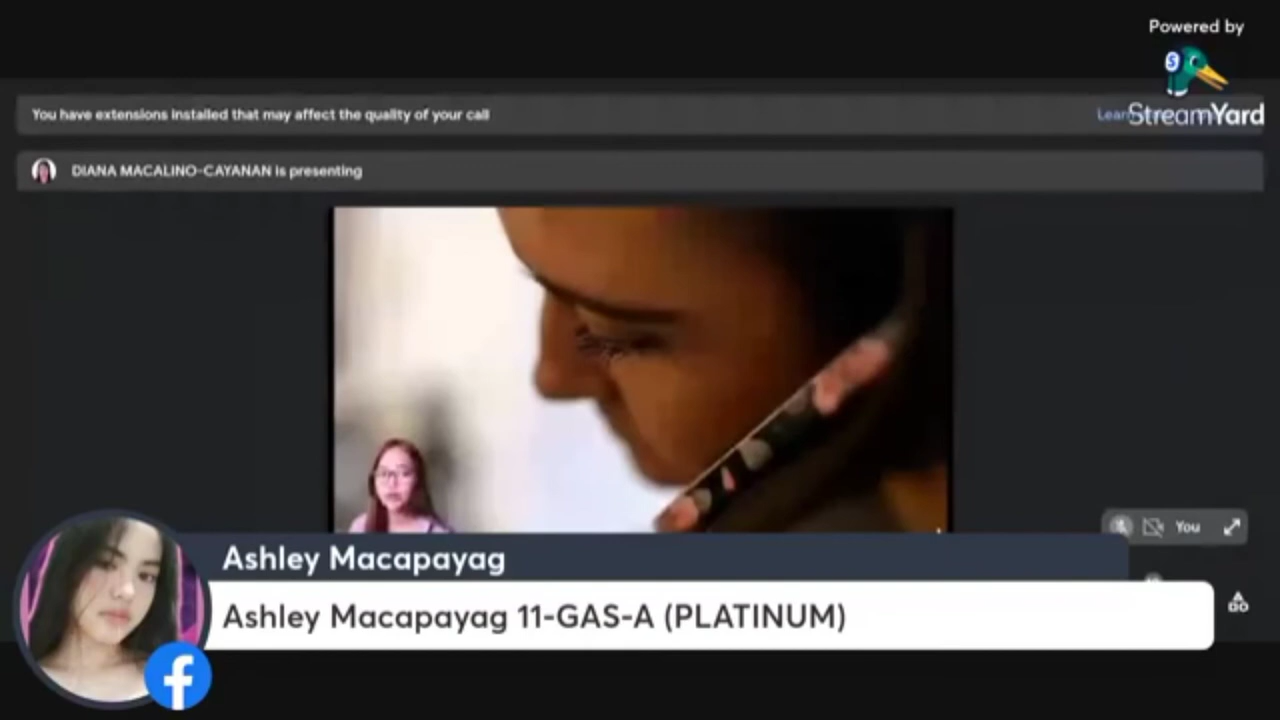 Powered by
StreamYard
You have extensions installed that may affect the quality of your call
DIANA MACALINO-CAYANAN is presenting
You
Ashley Macapayag
Ashley Macapayag 11-GAS-A (PLATINUM)